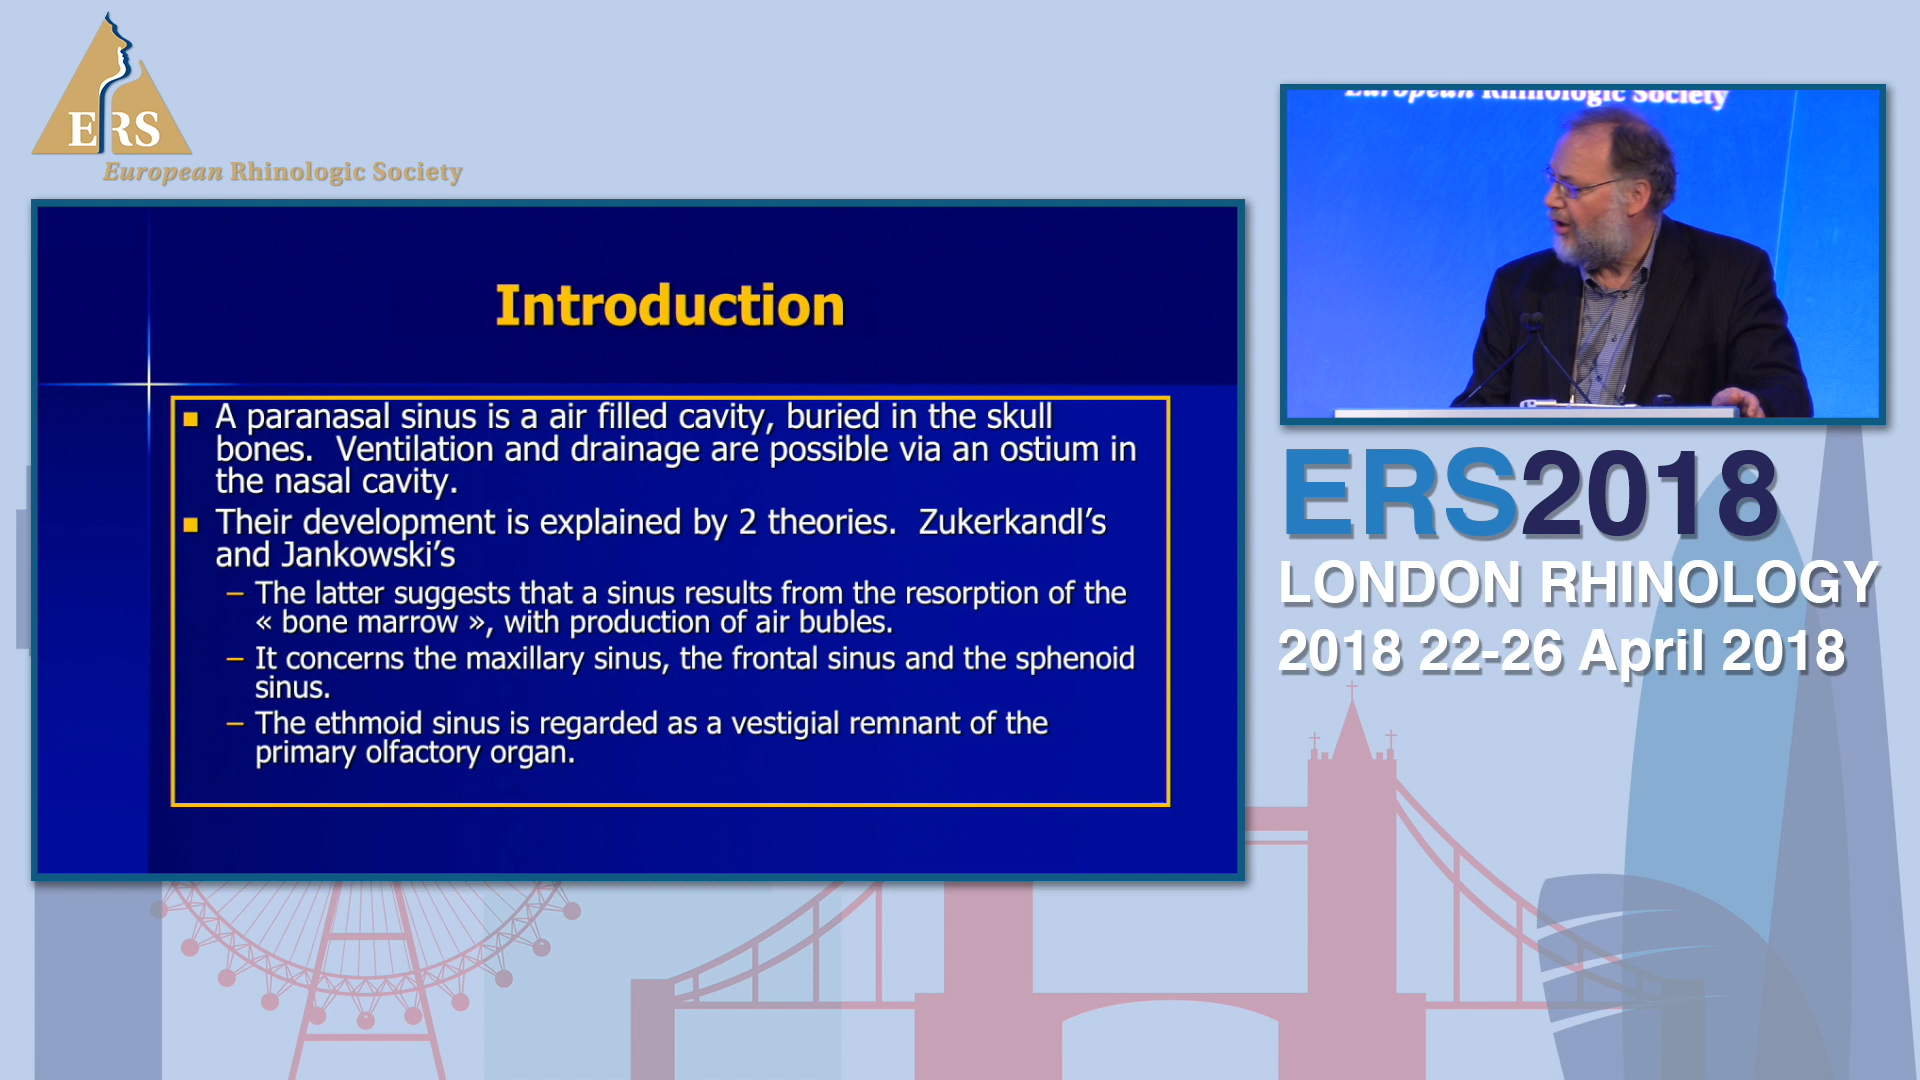 ERS
European Rhinologic Society
Introduction
■ A paranasal sinus is a air filled cavity, buried in the skull
bones. Ventilation and drainage are possible via an ostium in
the nasal cavity.
■ Their development is explained by 2 theories. Zukerkandl’s
and Jankowski’s
– The latter suggests that a sinus results from the resorption of the
« bone marrow », with production of air bubles.
– It concerns the maxillary sinus, the frontal sinus and the sphenoid
sinus.
– The ethmoid sinus is regarded as a vestigial remnant of the
primary olfactory organ.
European Rhinologic Society
ERS2018
LONDON RHINOLOGY
2018 22-26 April 2018